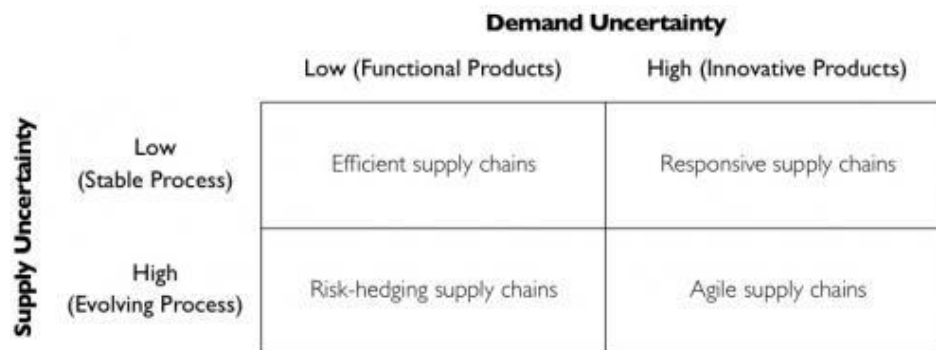 Demand Uncertainty
Low (Functional Products)
High (Innovative Products)
Supply Uncertainty
Low
(Stable Process)
Efficient supply chains
Responsive supply chains
High
(Evolving Process)
Risk-hedging supply chains
Agile supply chains